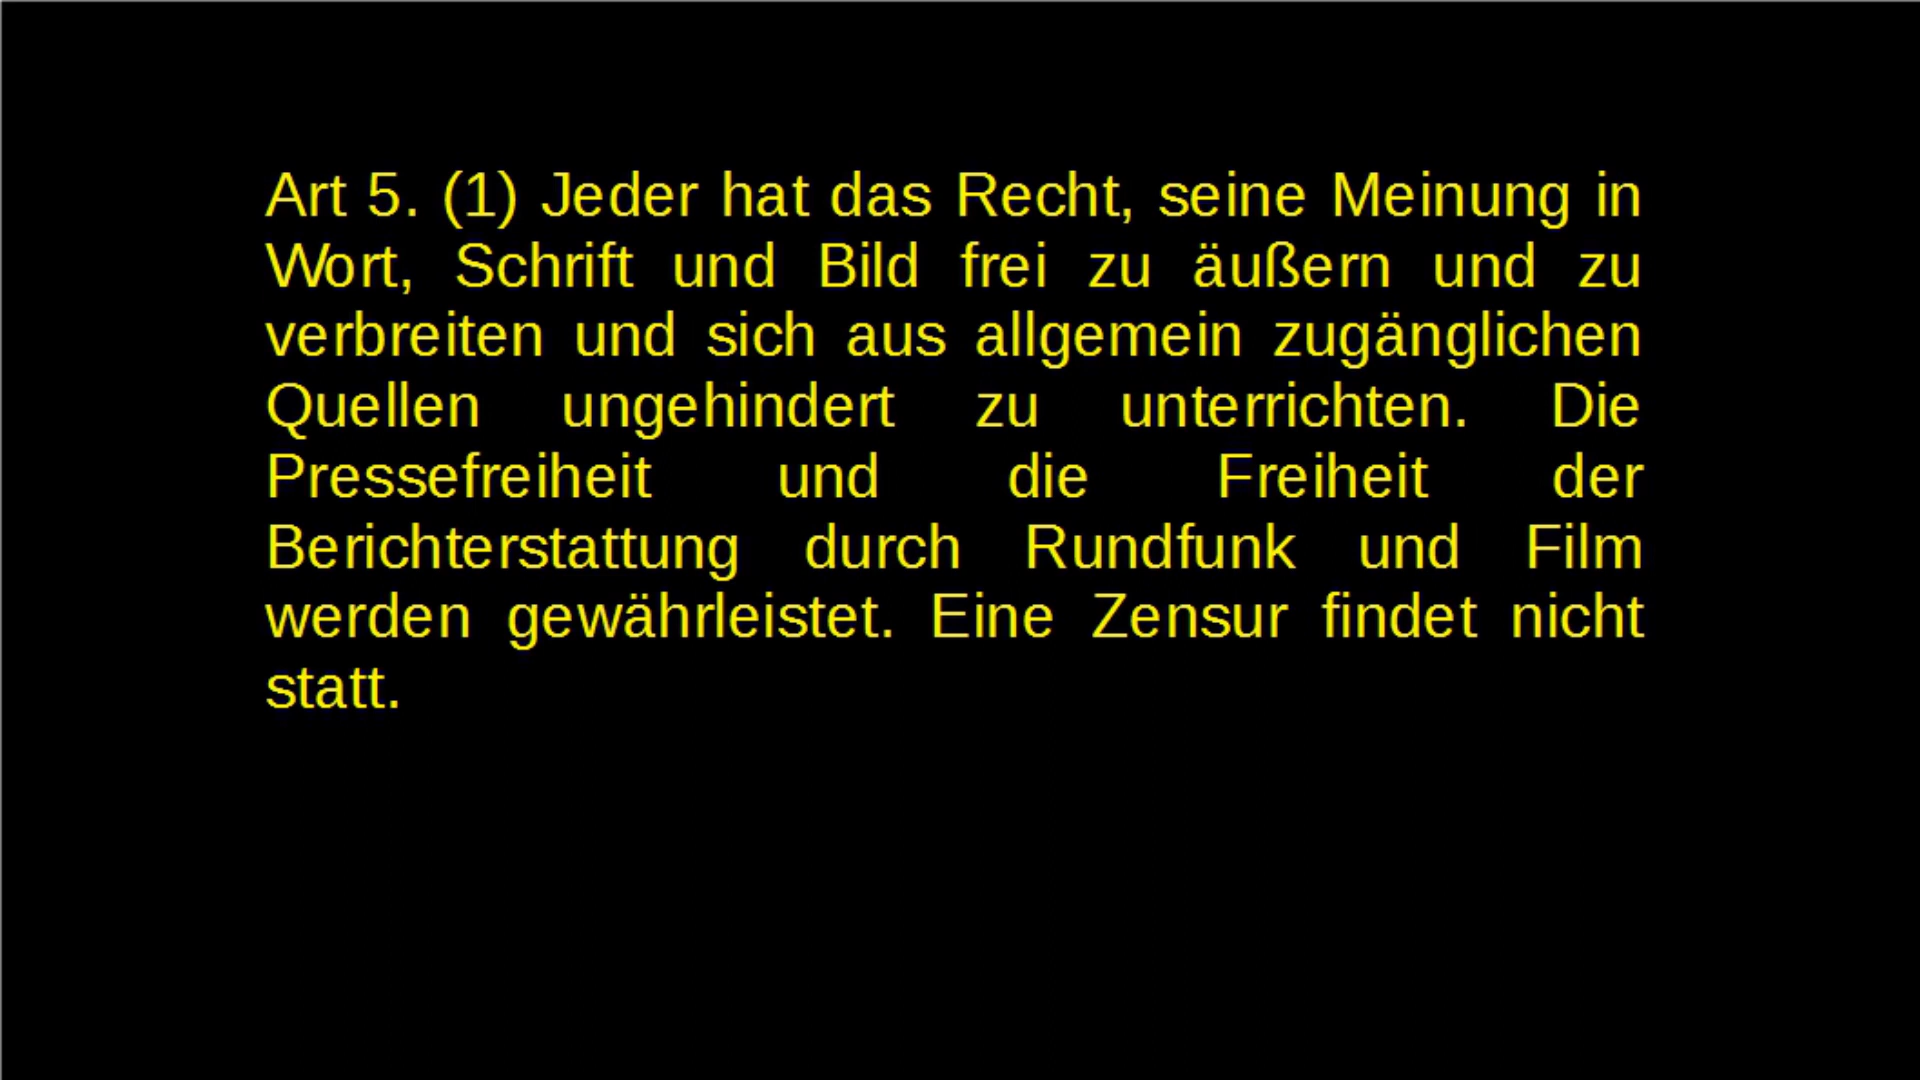 Art 5. (1) Jeder hat das Recht, seine Meinung in
Wort, Schrift und Bild frei zu äußern und zu
verbreiten und sich aus allgemein zugänglichen
Quellen ungehindert zu unterrichten. Die
Pressefreiheit und die Freiheit der
Berichterstattung durch Rundfunk und Film
werden gewährleistet. Eine Zensur findet nicht
statt.